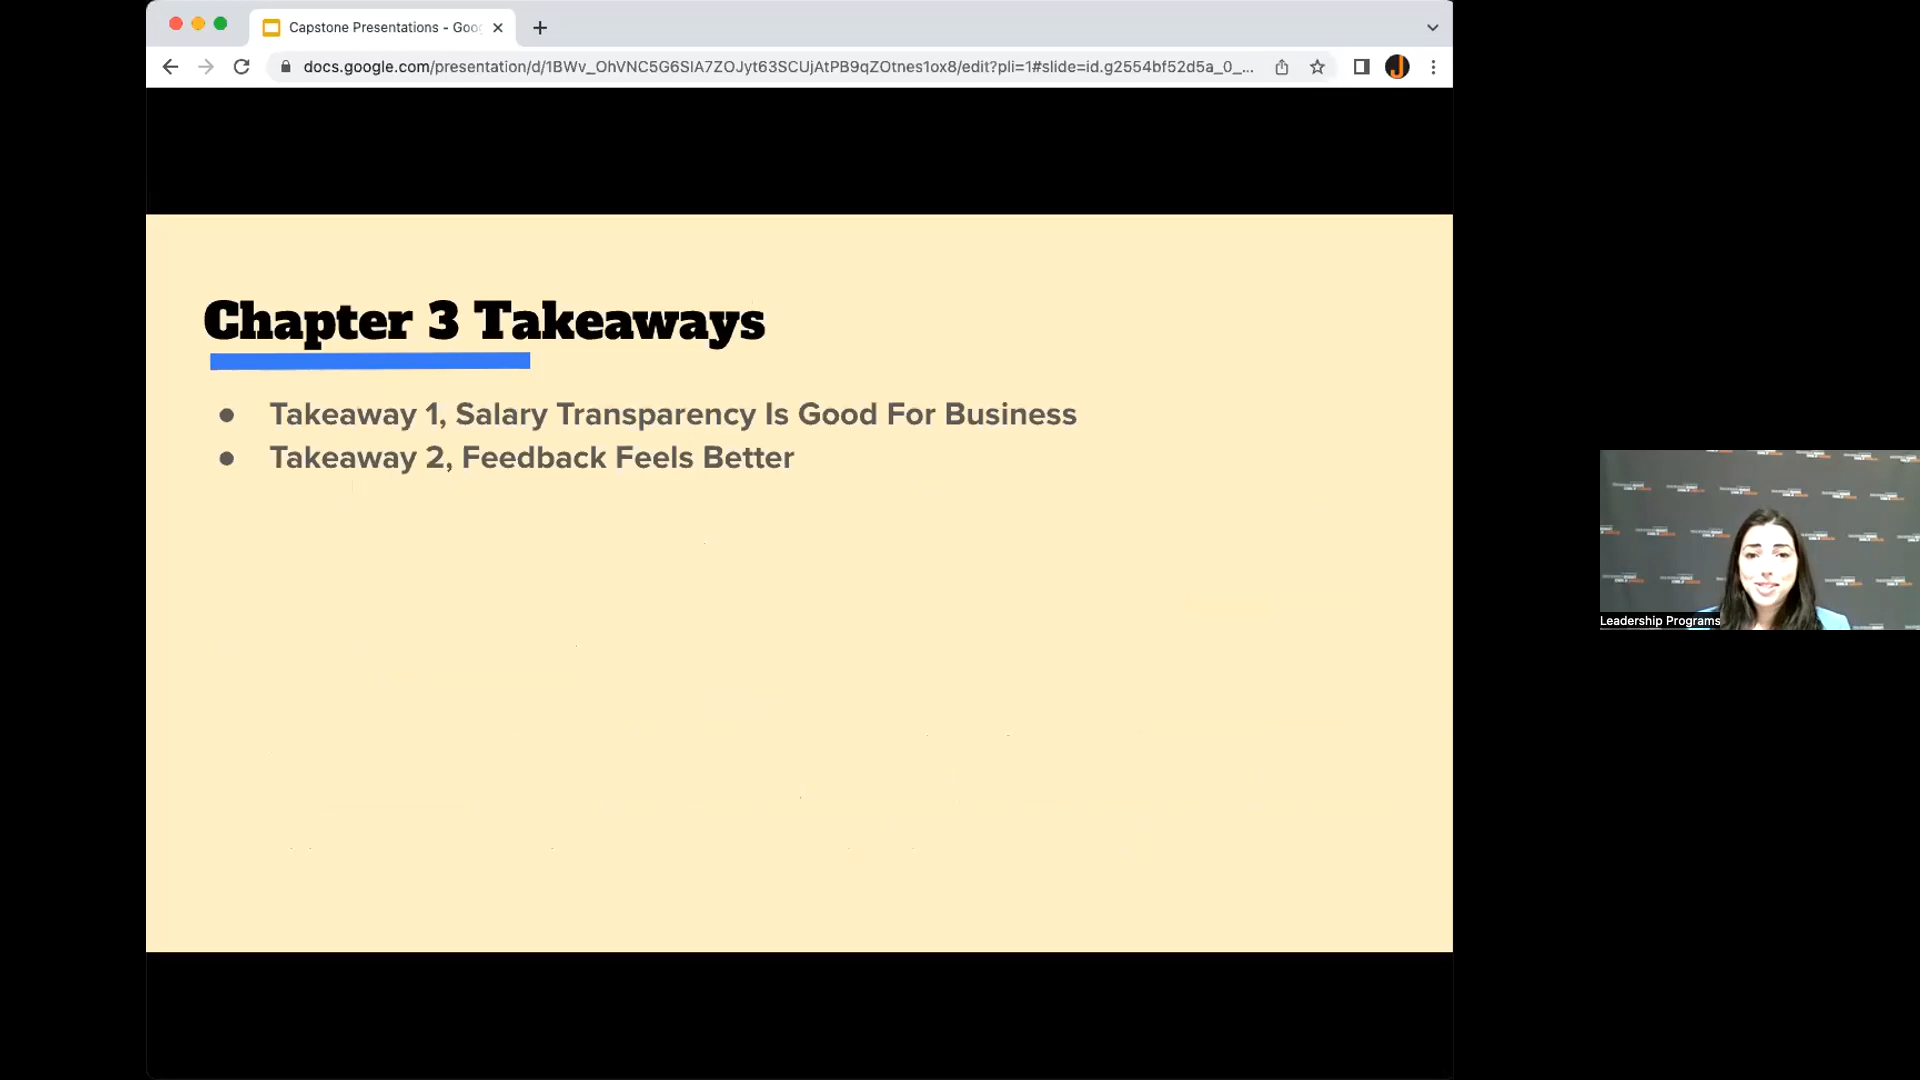 Capstone Presentations - Goo
docs.google.com/presentation/d/1BWv_OhVNC5G6SIA7ZOJyt63SCUjAtPB9qZOtnes1ox8/edit?pli=1#slide=id.g2554bf52d5a_0_...
Chapter 3 Takeaways
● Takeaway 1, Salary Transparency Is Good For Business
● Takeaway 2, Feedback Feels Better
Leadership Programs